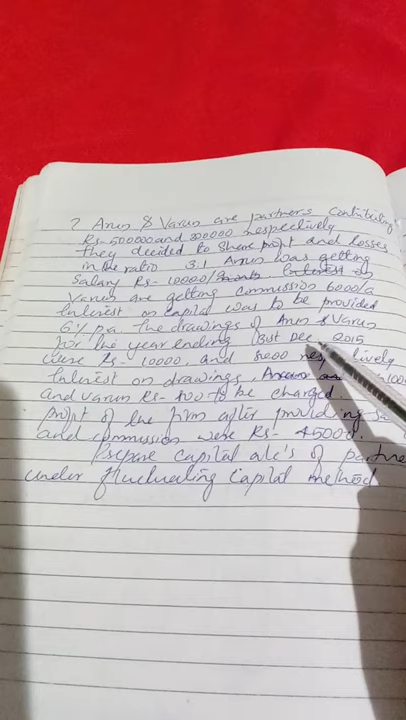 ? Arun & Varun are partners contributing
Rs- 500000 and 300000 respectively
they decided to share profit and losses
in the ratio 3:1 Arun was getting
Salary Rs- 10000/
Varun are getting commission 6000/a
Interest on capital was to be provided
6% p.a. The drawings of Arun & Varun
for the year ending 31st Dec 2015
were Rs- 10000, and 8000 respectively
Interest on drawings,
and Varun Rs- 400 to be charged
profit of the firm after providing
and commission were Rs- 45000.
Prepare capital a/c's of partne
under fluctuating capital method